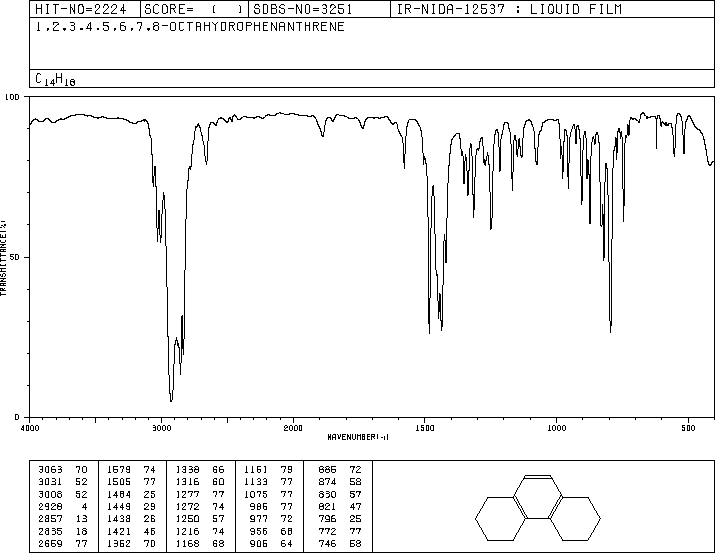 HIT-NO=2224 SCORE= ( ) SDBS-NO=3251 IR-NIDA-12537 : LIQUID FILM
1,2,3,4,5,6,7,8-OCTAHYDROPHENANTHRENE
C14H18
100
50
0
TRANSMITTANCE(%)
4000 3000 2000 1500 1000 500
WAVENUMBER(-1)
3063 70 1579 74 1338 66 1161 79 886 72
3031 52 1505 77 1316 60 1133 77 874 58
3008 52 1484 25 1277 77 1075 77 830 57
2928 4 1449 29 1272 74 986 77 821 47
2857 13 1438 26 1250 57 977 72 796 25
2835 18 1421 46 1216 74 956 68 772 77
2659 77 1362 70 1168 68 906 64 746 58